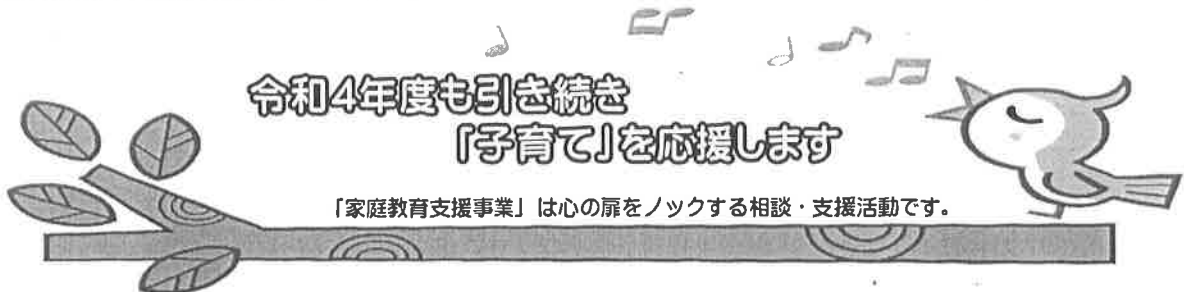 令和4年度も引き続き
「子育て」を応援します
「家庭教育支援事業」は心の扉をノックする相談・支援活動です。